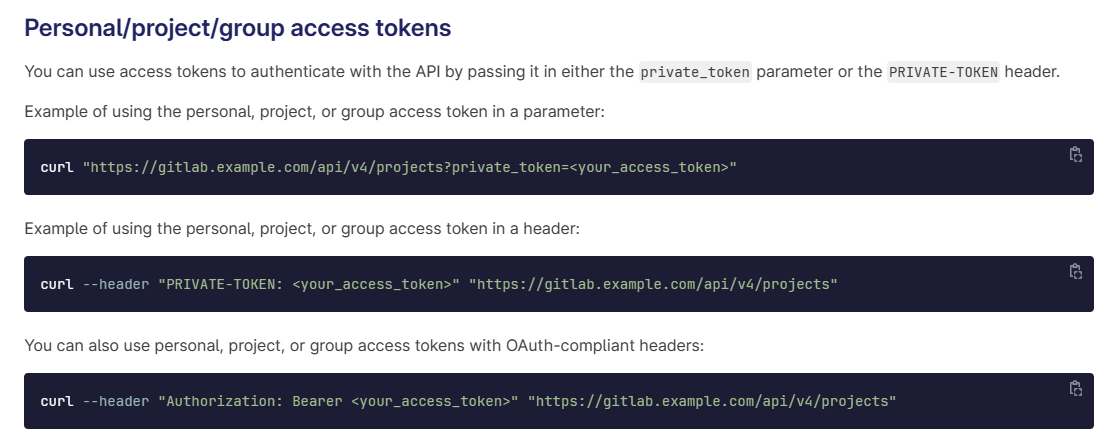 Personal/project/group access tokens
You can use access tokens to authenticate with the API by passing it in either the private_token parameter or the PRIVATE-TOKEN header.
Example of using the personal, project, or group access token in a parameter:
curl "https://gitlab.example.com/api/v4/projects?private_token=<your_access_token>"
Example of using the personal, project, or group access token in a header:
curl --header "PRIVATE-TOKEN: <your_access_token>" "https://gitlab.example.com/api/v4/projects"
You can also use personal, project, or group access tokens with OAuth-compliant headers:
curl --header "Authorization: Bearer <your_access_token>" "https://gitlab.example.com/api/v4/projects"